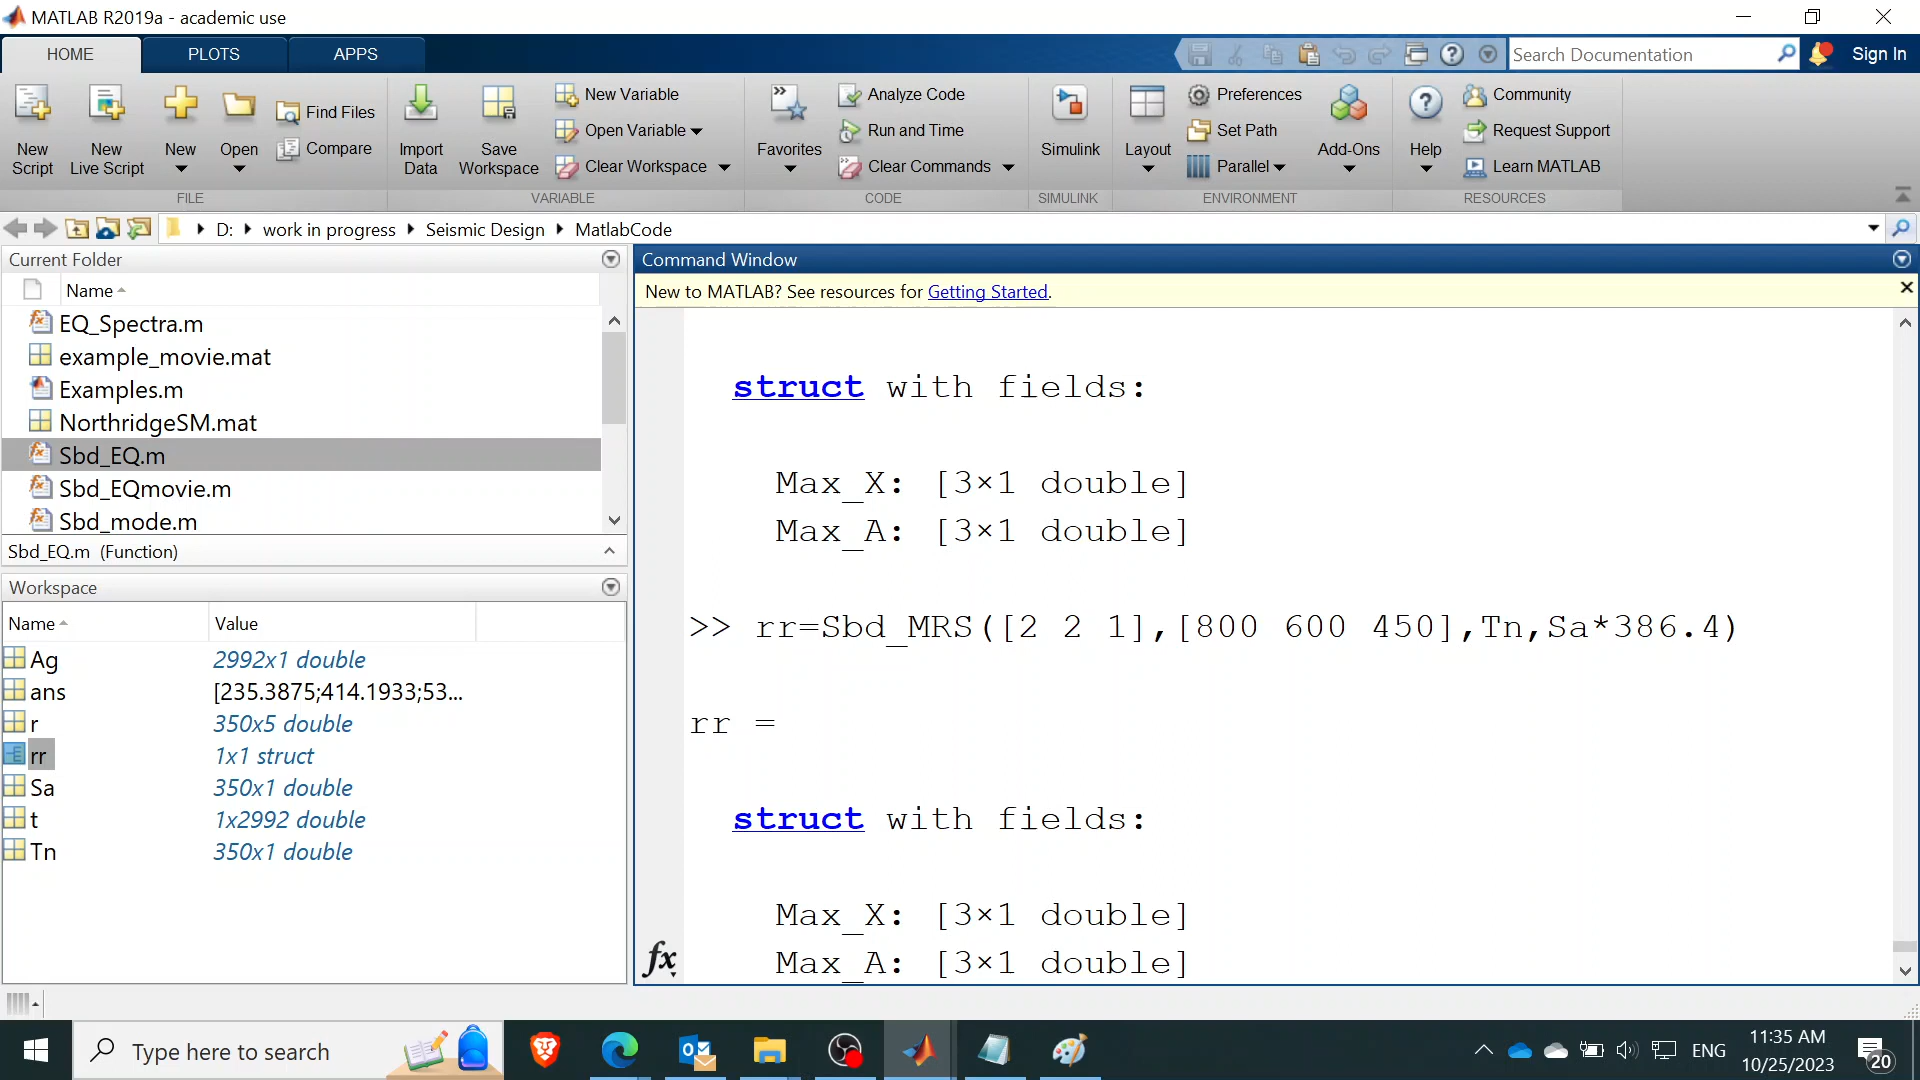 MATLAB R2019a - academic use
HOME PLOTS APPS
Search Documentation
Sign In
New Script
New Live Script
New
Open
Find Files
Compare
FILE
Import Data
Save Workspace
New Variable
Open Variable
Clear Workspace
VARIABLE
Favorites
Analyze Code
Run and Time
Clear Commands
CODE
Simulink
SIMULINK
Layout
Preferences
Set Path
Parallel
Add-Ons
ENVIRONMENT
Help
Community
Request Support
Learn MATLAB
RESOURCES
D: work in progress Seismic Design MatlabCode
Current Folder
Name
EQ_Spectra.m
example_movie.mat
Examples.m
NorthridgeSM.mat
Sbd_EQ.m
Sbd_EQmovie.m
Sbd_mode.m
Sbd_EQ.m (Function)
Workspace
Name Value
Ag 2992x1 double
ans [235.3875;414.1933;53...
r 350x5 double
rr 1x1 struct
Sa 350x1 double
t 1x2992 double
Tn 350x1 double
Command Window
New to MATLAB? See resources for Getting Started.
struct with fields:
Max_X: [3×1 double]
Max_A: [3×1 double]
>> rr=Sbd_MRS([2 2 1],[800 600 450],Tn,Sa*386.4)
rr =
struct with fields:
Max_X: [3×1 double]
Max_A: [3×1 double]
fx
Type here to search
ENG
11:35 AM
10/25/2023
20